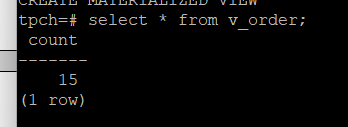 CREATE MATERIALIZED VIEW
tpch=# select * from v_order;
count
-------
15
(1 row)